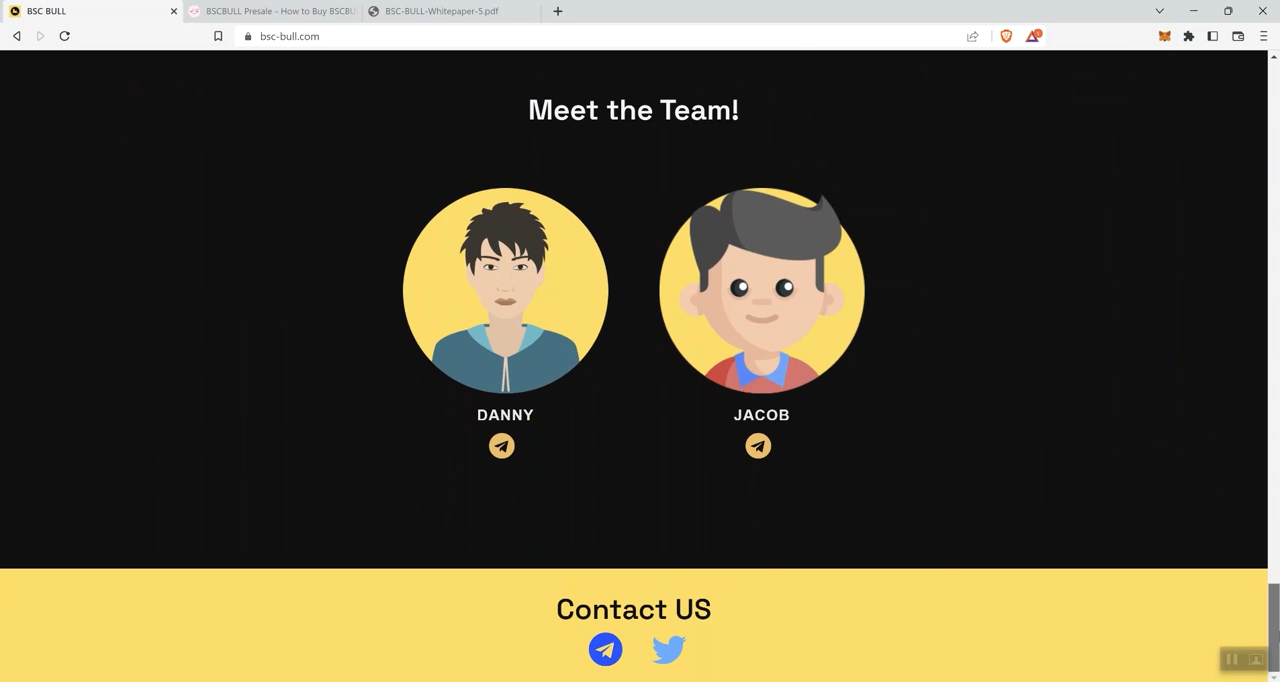 BSC BULL
BSCBULL Presale - How to Buy BSCBU
BSC-BULL-Whitepaper-5.pdf
bsc-bull.com
1
Meet the Team!
DANNY
JACOB
Contact US